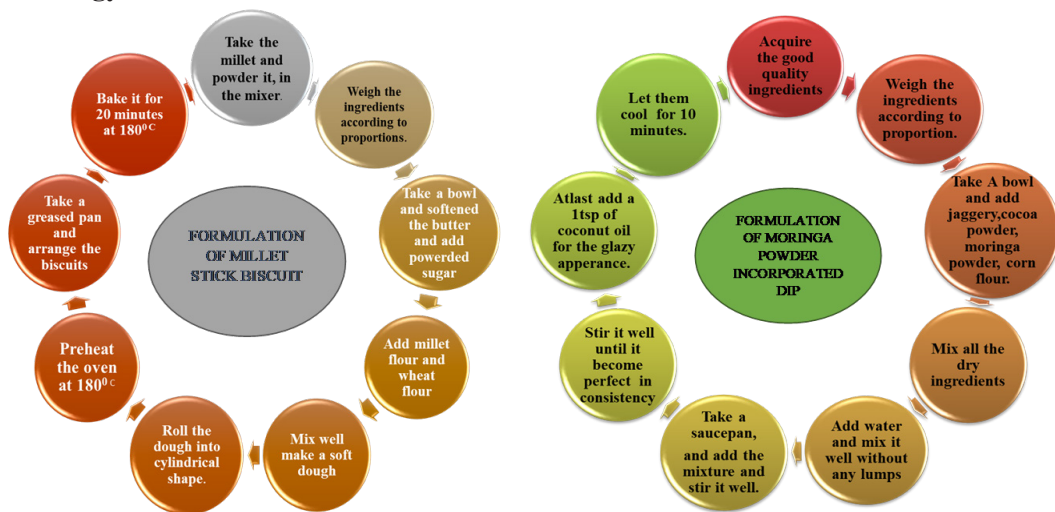 Take the
millet and
powder it, in
the mixer.
Weigh the
ingredients
according to
proportions.
Take a bowl
and softened
the butter
and add
powerded
sugar
Add millet
flour and
wheat
flour
Mix well
make a soft
dough
Roll the
dough into
cylindrical
shape.
Preheat
the oven
at 180⁰ C
Take a
greased pan
and
arrange the
biscuits
Bake it for
20 minutes
at 180⁰ C
FORMULATION
OF MILLET
STICK BISCUIT
Acquire
the good
quality
ingredients
Weigh the
ingredients
according to
proportion.
Take A bowl
and add
jaggery,cocoa
powder,
moringa
powder, corn
flour.
Mix all the
dry
ingredients
Add water
and mix it
well without
any lumps
Take a
saucepan,
and add the
mixture and
stir it well.
Stir it well
until it
become
perfect in
consistency
Atlast add a
1tsp of
coconut oil
for the glazy
apperance.
Let them
cool for 10
minutes.
FORMULATION
OF MORINGA
POWDER
INCORPORATED
DIP